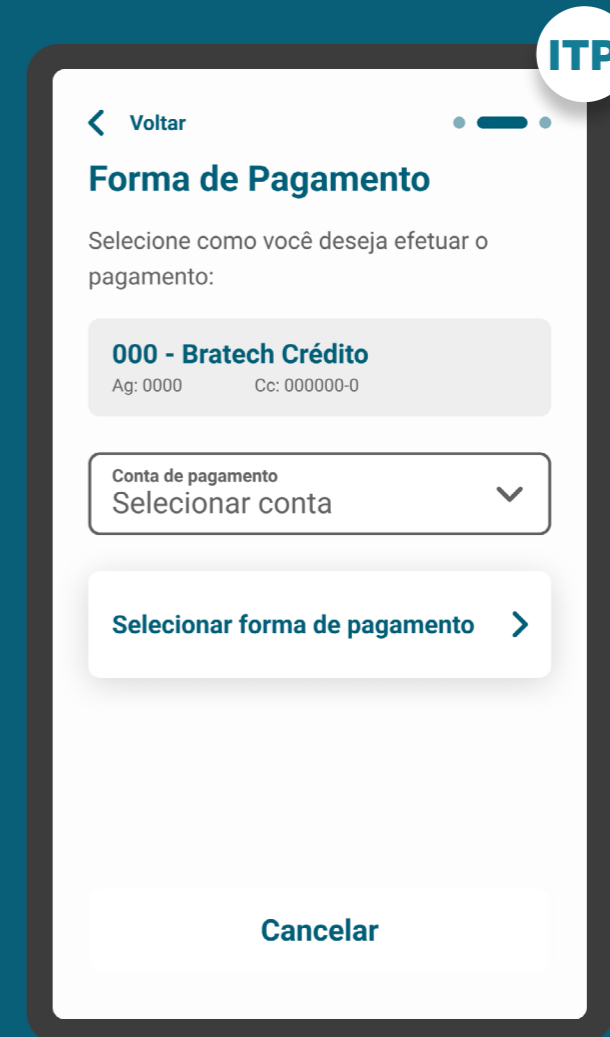 ITP
Voltar
Forma de Pagamento
Selecione como você deseja efetuar o
pagamento:
000 - Bratech Crédito
Ag: 0000 Cc: 000000-0
Conta de pagamento
Selecionar conta
Selecionar forma de pagamento
Cancelar